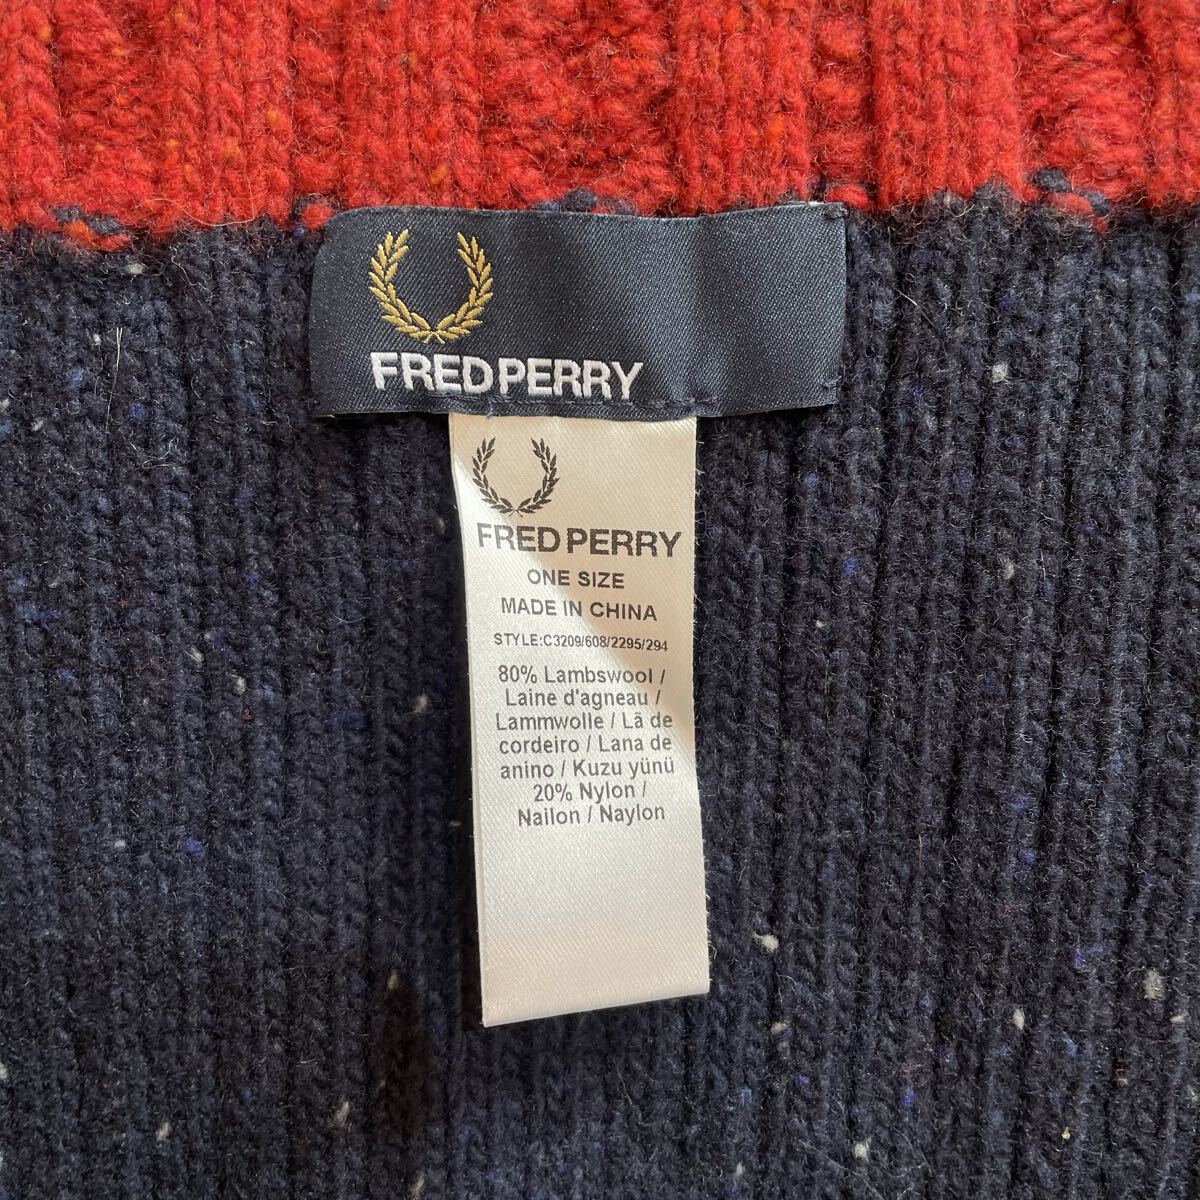 FRED PERRY
FRED PERRY
ONE SIZE
MADE IN CHINA
STYLE:C3209/608/2295/294
80% Lambswool /
Laine d'agneau /
Lammwolle / Lã de
cordeiro / Lana de
anino / Kuzu yünü
20% Nylon /
Nailon / Naylon